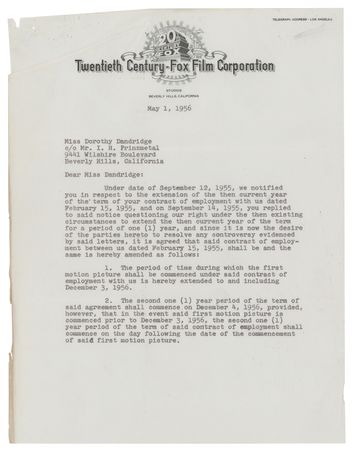 TELEGRAPH ADDRESS - LOS ANGELES
20th
Twentieth Century-Fox Film Corporation
STUDIOS
BEVERLY HILLS, CALIFORNIA
May 1, 1956
Miss Dorothy Dandridge
c/o Mr. I. H. Prinzmetal
9441 Wilshire Boulevard
Beverly Hills, California
Dear Miss Dandridge:
Under date of September 12, 1955, we notified
you in respect to the extension of the then current year
of the term of your contract of employment with us dated
February 15, 1955, and on September 14, 1955, you replied
to said notice questioning our right under the then existing
circumstances to extend the then current year of the term
for a period of one (1) year, and since it is now the desire
of the parties hereto to resolve any controversy evidenced
by said letters, it is agreed that said contract of employ-
ment between us dated February 15, 1955, shall be and the
same is hereby amended as follows:
1. The period of time during which the first
motion picture shall be commenced under said contract of
employment with us is hereby extended to and including
December 3, 1956.
2. The second one (1) year period of the term of
said agreement shall commence on December 4, 1956, provided,
however, that in the event said first motion picture is
commenced prior to December 3, 1956, the second one (1)
year period of the term of said contract of employment shall
commence on the day following the date of the commencement
of said first motion picture.